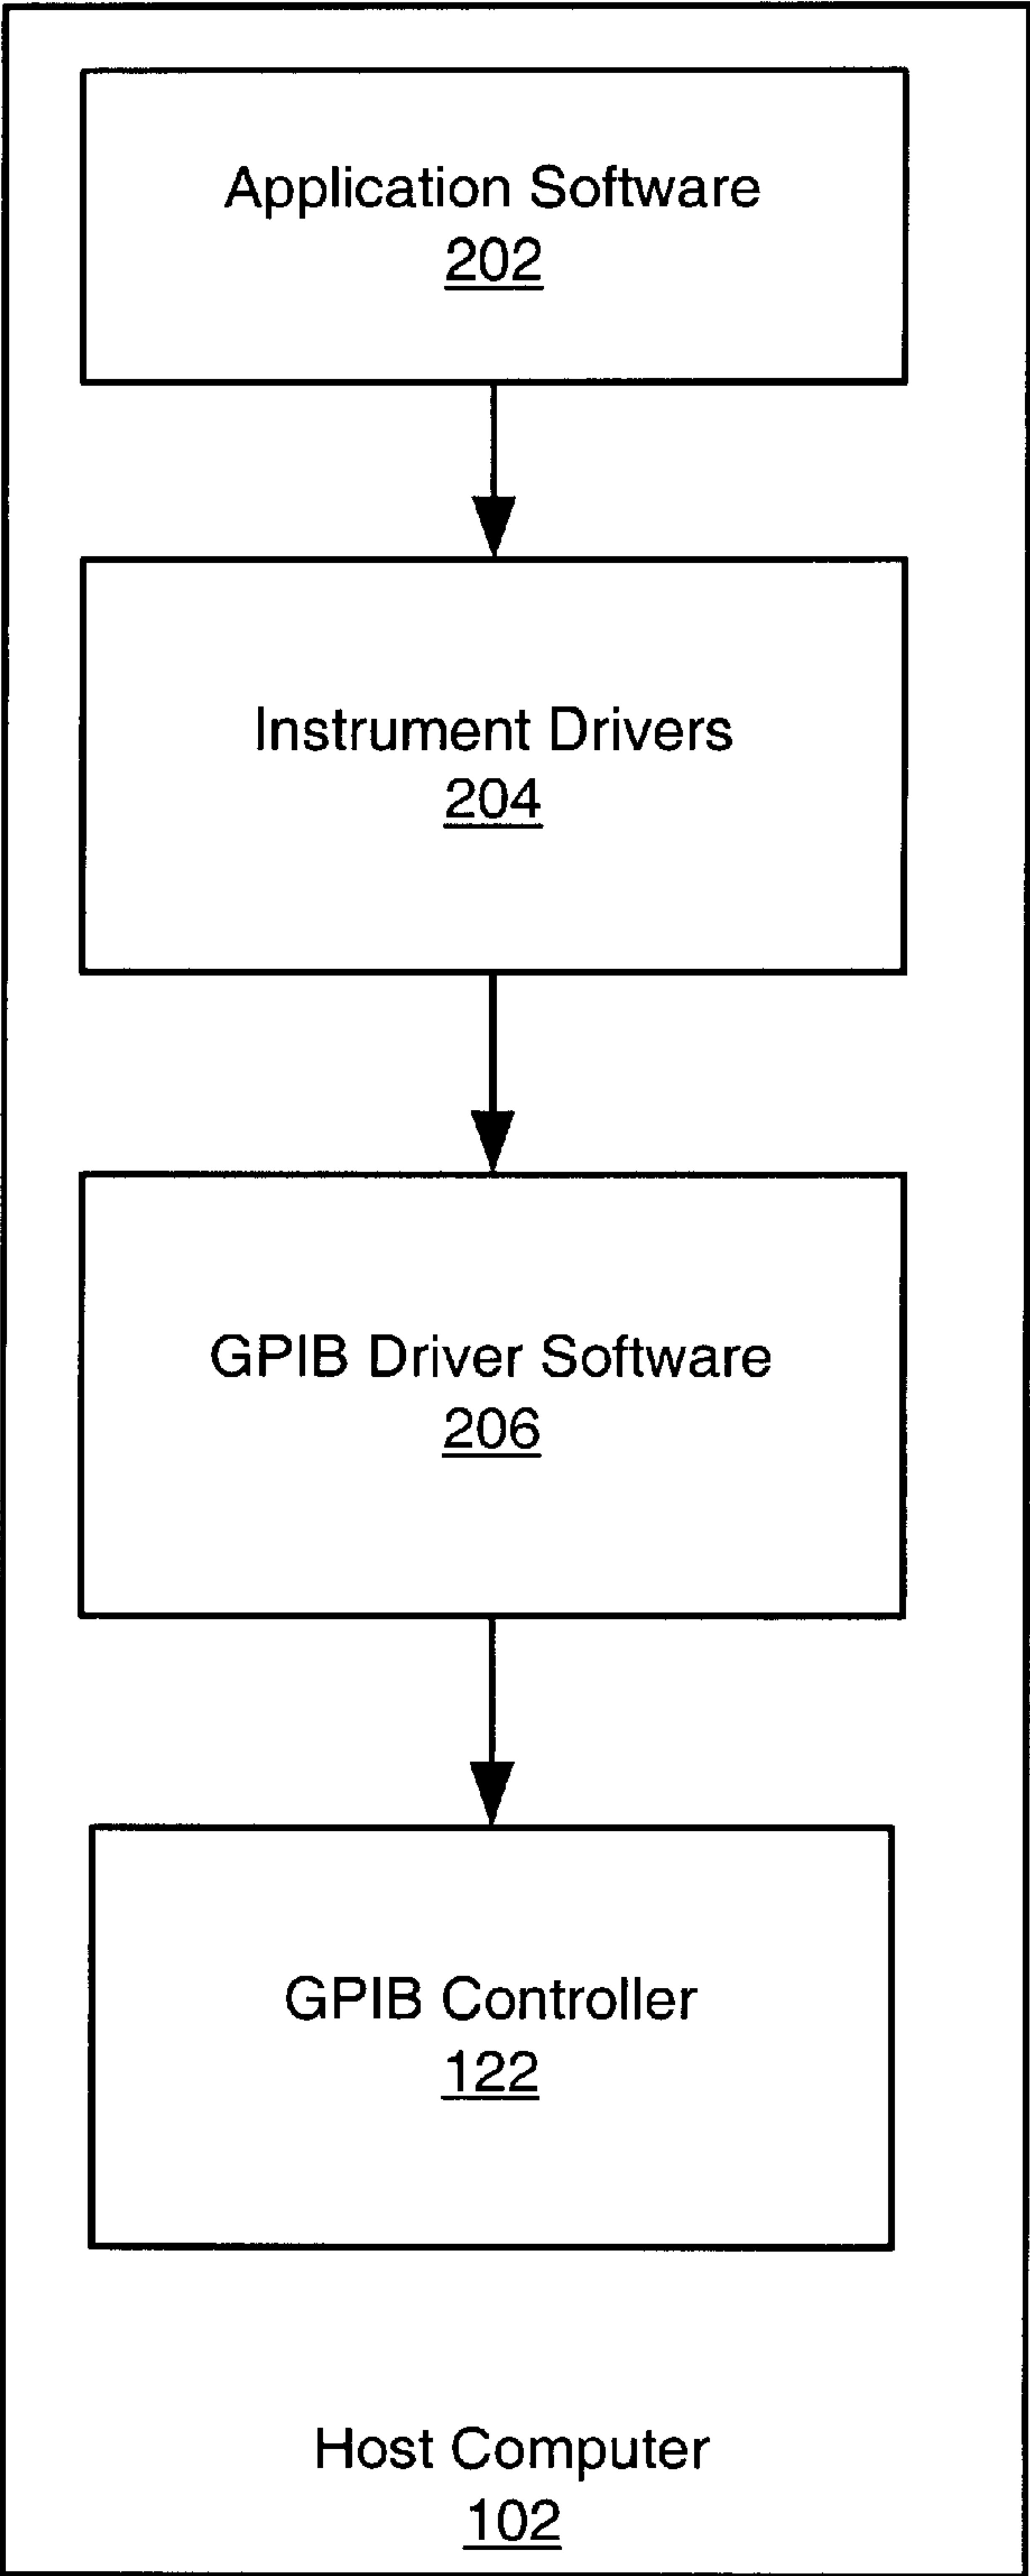 Application Software
202
Instrument Drivers
204
GPIB Driver Software
206
GPIB Controller
122
Host Computer
102